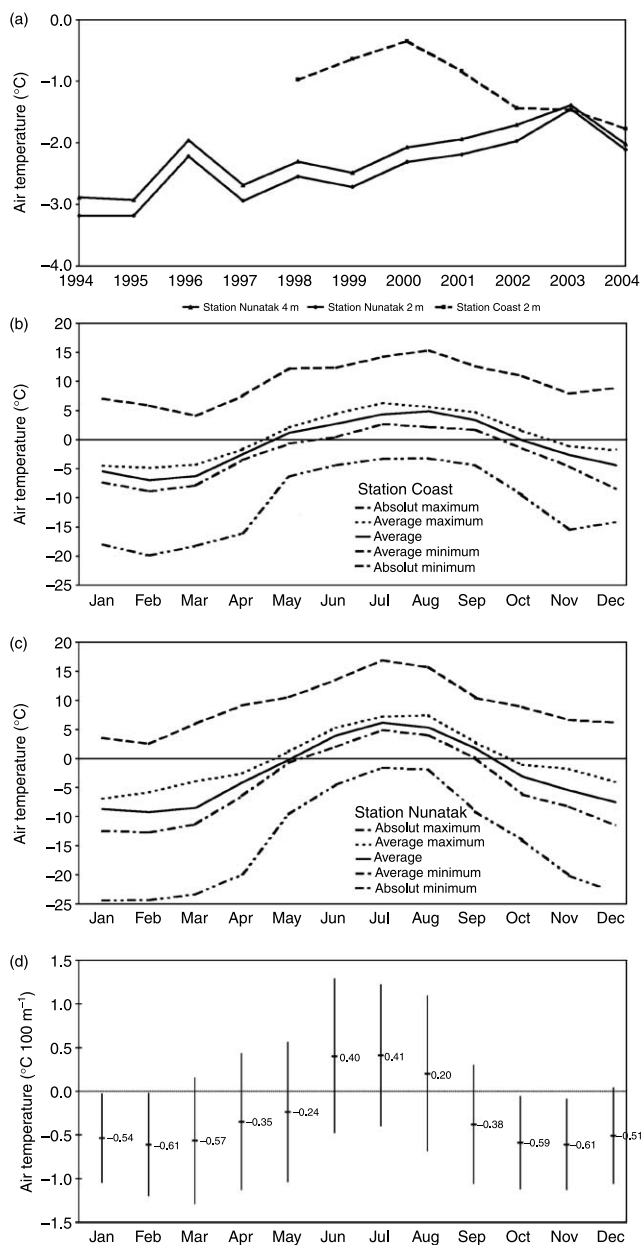 (a)
Air temperature (°C)
0.0
−1.0
−2.0
−3.0
−4.0
1994 1995 1996 1997 1998 1999 2000 2001 2002 2003 2004
Station Nunatak 4 m Station Nunatak 2 m Station Coast 2 m
(b)
Air temperature (°C)
20
15
10
5
0
−5
−10
−15
−20
−25
Station Coast
Absolut maximum
Average maximum
Average
Average minimum
Absolut minimum
Jan Feb Mar Apr May Jun Jul Aug Sep Oct Nov Dec
(c)
Air temperature (°C)
20
15
10
5
0
−5
−10
−15
−20
−25
Station Nunatak
Absolut maximum
Average maximum
Average
Average minimum
Absolut minimum
Jan Feb Mar Apr May Jun Jul Aug Sep Oct Nov Dec
(d)
Air temperature (°C 100 m⁻¹)
1.5
1.0
0.5
0.0
−0.5
−1.0
−1.5
−0.54 −0.61 −0.57 −0.35 −0.24 0.40 0.41 0.20 −0.38 −0.59 −0.61 −0.51
Jan Feb Mar Apr May Jun Jul Aug Sep Oct Nov Dec